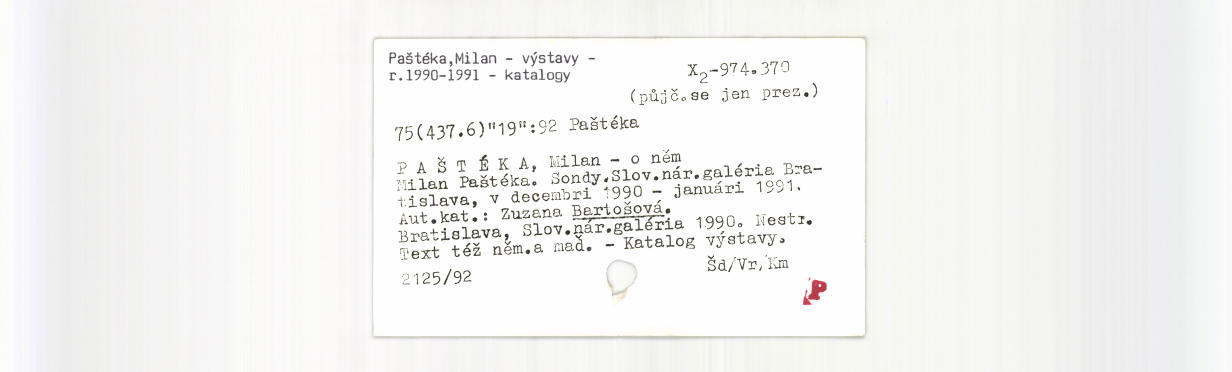 Paštéka,Milan - výstavy -
r.1990-1991 - katalogy
X2-974.370
(půjč.se jen prez.)
75(437.6)"19":92 Paštéka
P A Š T É K A, Milan - o něm
Milan Paštéka. Sondy.Slov.nár.galéria Bra-
tislava, v decembri 1990 - januári 1991.
Aut.kat.: Zuzana Bartošová.
Bratislava, Slov.nár.galéria 1990. Nestr.
Text též něm.a maď. - Katalog výstavy.
2125/92
Šd/Vr/Km
P